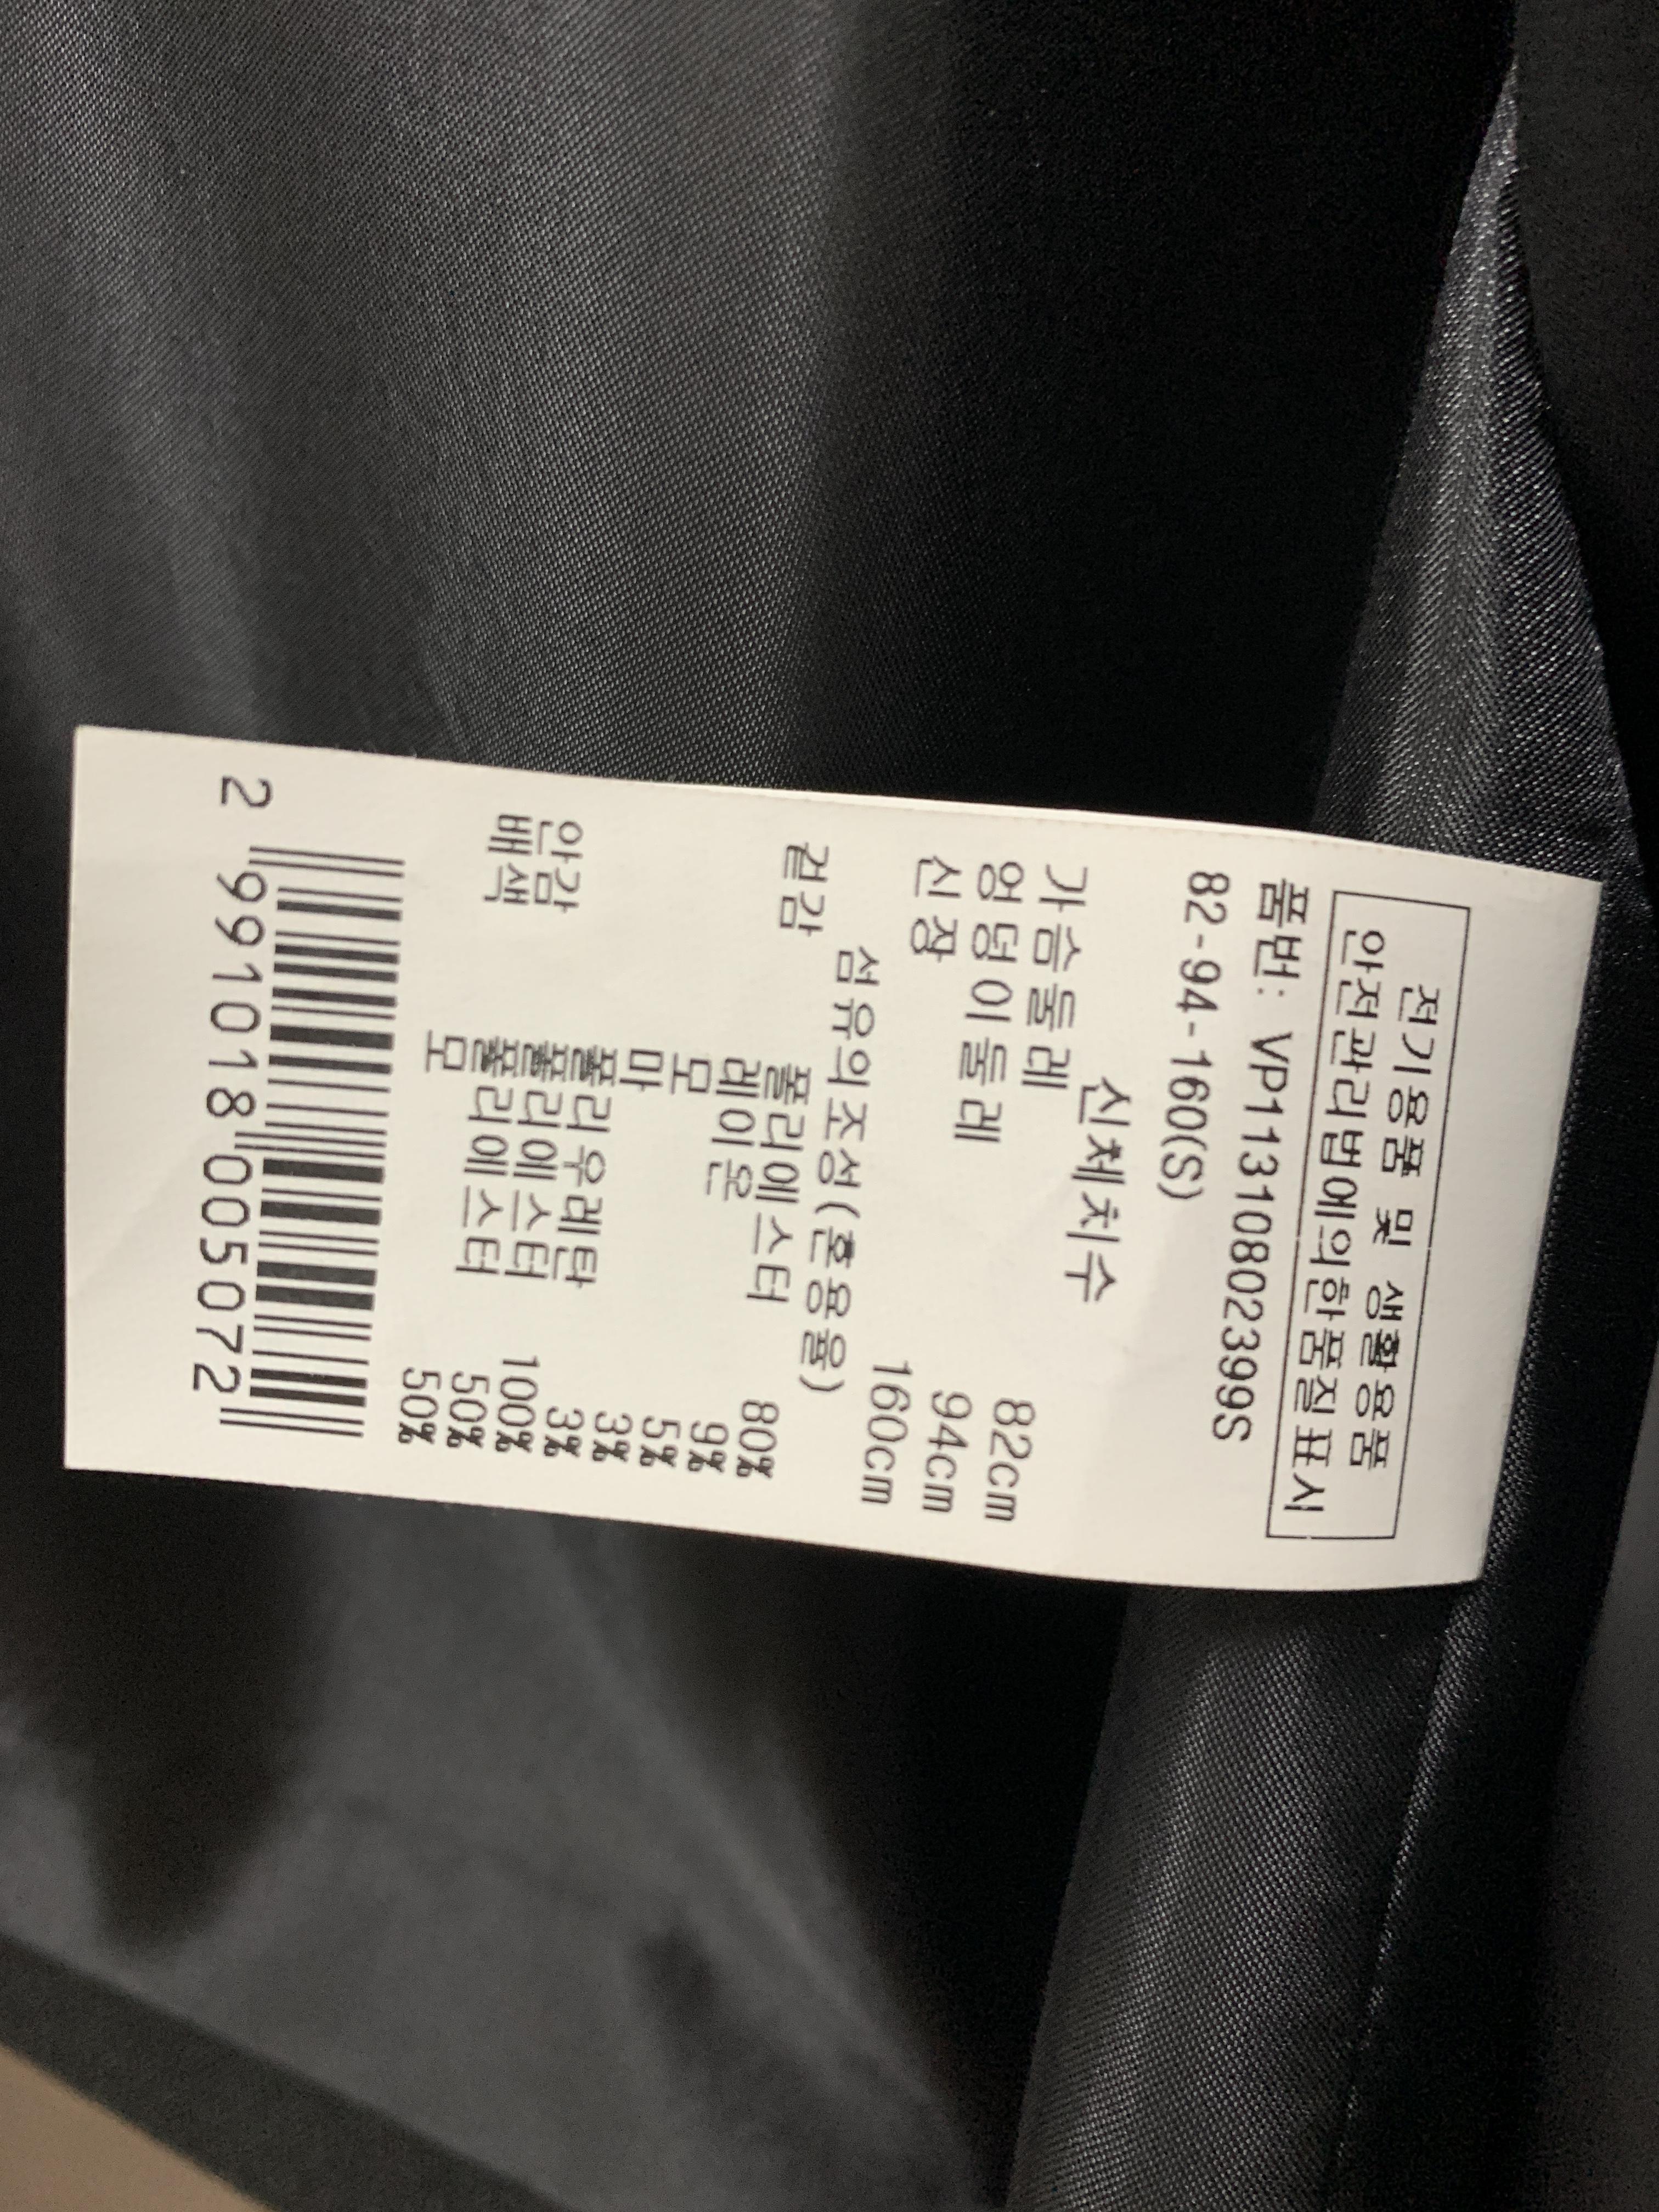 전기용품 및 생활용품
안전관리법에의한품질표시
품번: VP11310802399S
82-94-160(S)
신체치수
가슴둘레 82cm
엉덩이둘레 94cm
신장 160cm
섬유의조성(혼용율)
겉감 폴리에스터 80%
레이온 9%
모 5%
마 3%
폴리우레탄 3%
안감 폴리에스터 100%
배색 폴리에스터 50%
모 50%
2 991018 005072